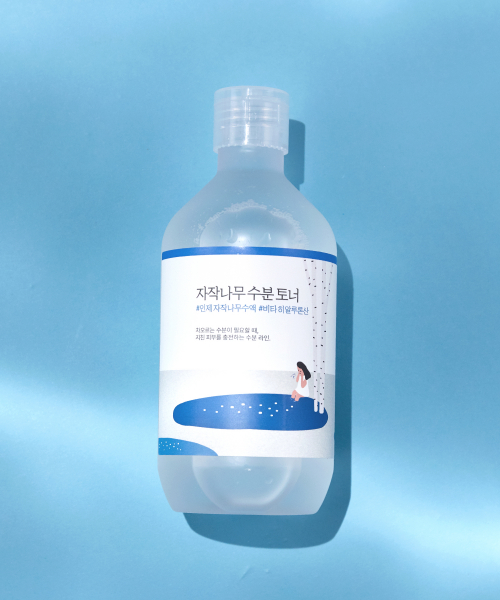 자작나무 수분 토너
#인제 자작나무수액 #비타 히알루론산
차오르는 수분이 필요할 때,
지친 피부를 충전하는 수분 라인.